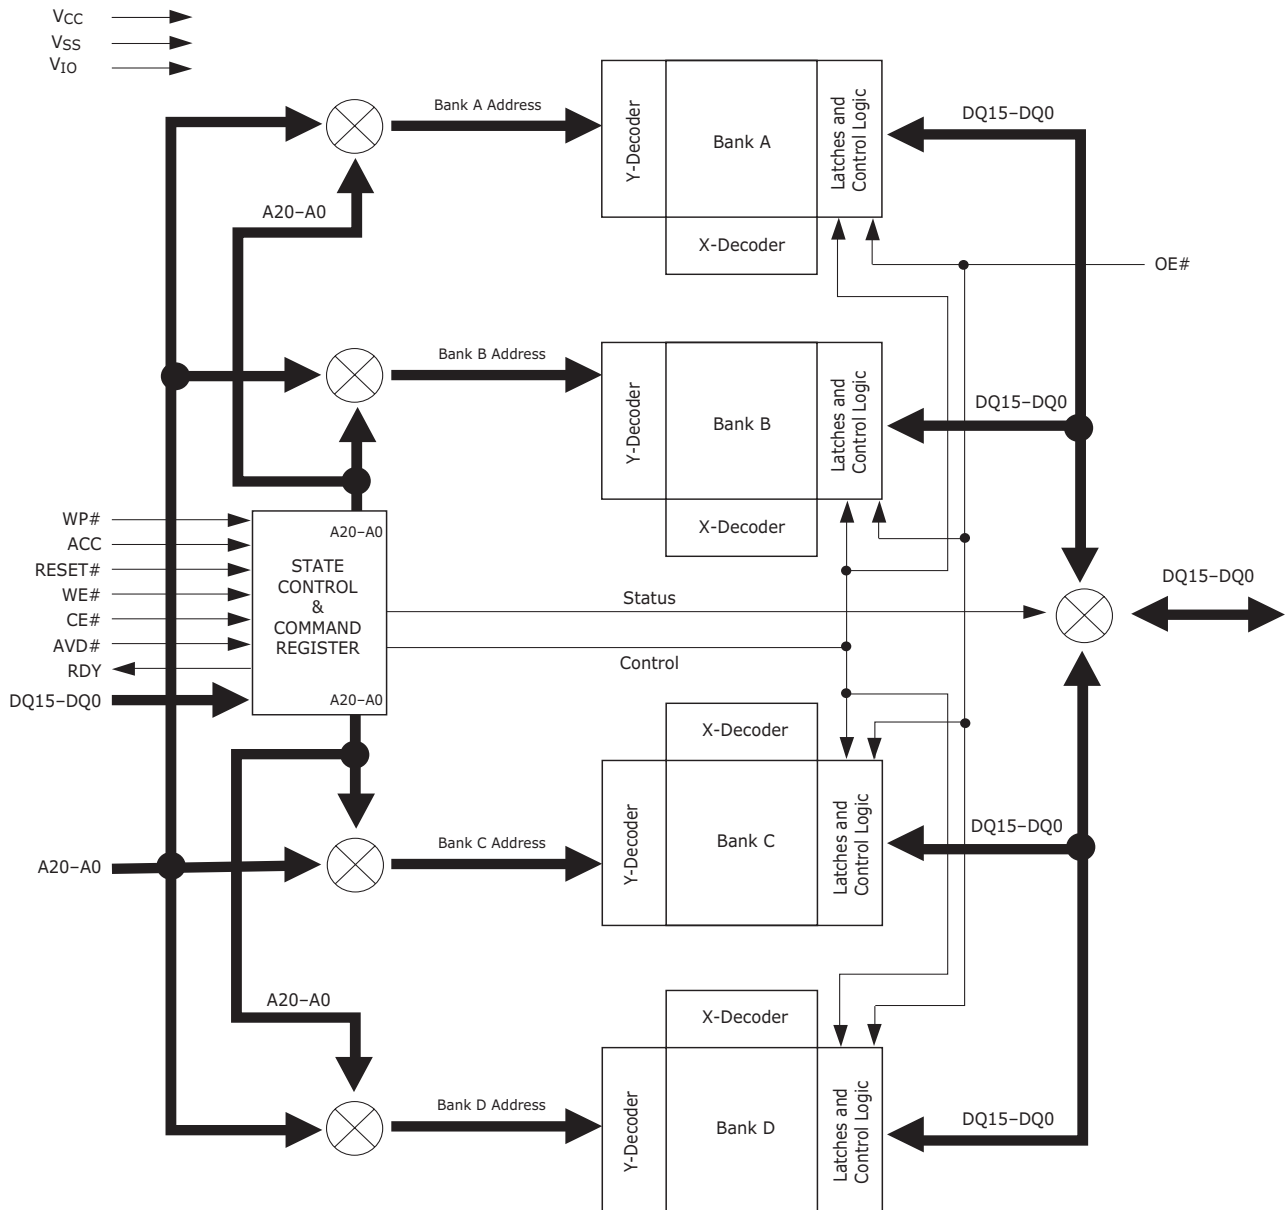 VCC
VSS
VIO
Bank A Address
Y-Decoder
Bank A
Latches and
Control Logic
DQ15–DQ0
X-Decoder
A20–A0
OE#
Bank B Address
Y-Decoder
Bank B
Latches and
Control Logic
DQ15–DQ0
X-Decoder
WP#
ACC
RESET#
WE#
CE#
AVD#
RDY
DQ15–DQ0
A20–A0
STATE
CONTROL
&
COMMAND
REGISTER
A20–A0
Status
Control
DQ15–DQ0
X-Decoder
Bank C Address
Y-Decoder
Bank C
Latches and
Control Logic
DQ15–DQ0
A20–A0
A20–A0
X-Decoder
Bank D Address
Y-Decoder
Bank D
Latches and
Control Logic
DQ15–DQ0